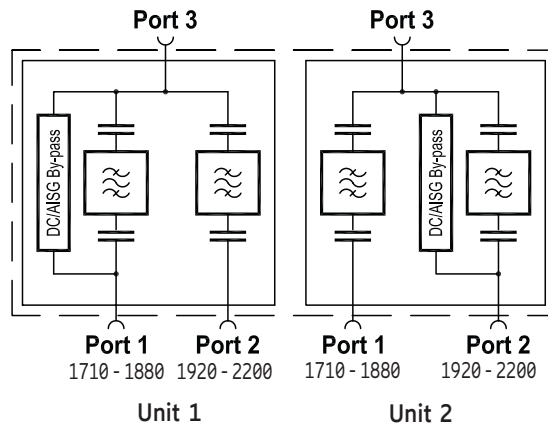 Port 3 Port 3
DC/AISG By-pass
DC/AISG By-pass
Port 1 Port 2 Port 1 Port 2
1710 - 1880 1920 - 2200 1710 - 1880 1920 - 2200
Unit 1 Unit 2